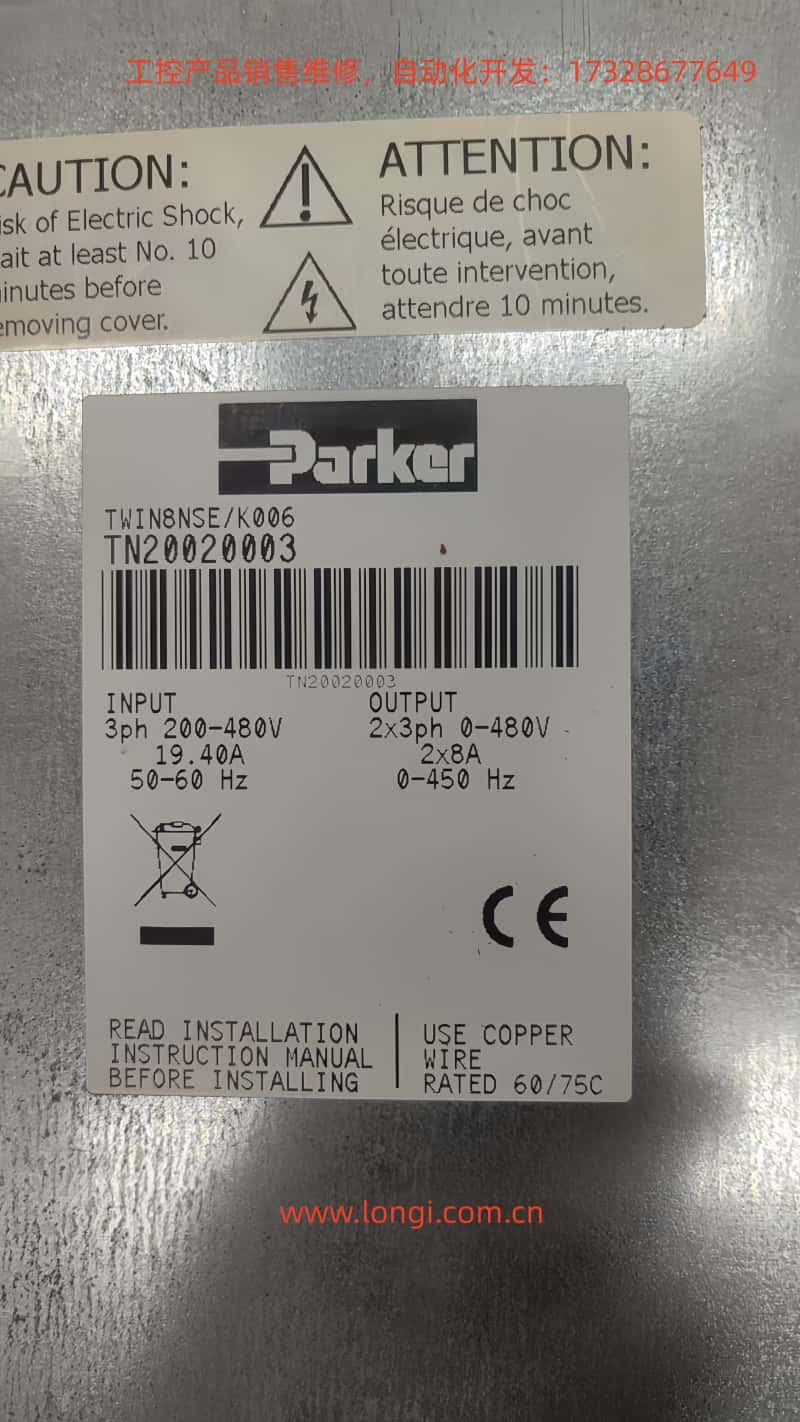 工控产品销售维修，自动化开发：17328677649
CAUTION:
isk of Electric Shock,
ait at least No. 10
inutes before
emoving cover.
ATTENTION:
Risque de choc
électrique, avant
toute intervention,
attendre 10 minutes.
Parker
TWIN8NSE/K006
TN20020003
TN20020003
INPUT
3ph 200-480V
19.40A
50-60 Hz
OUTPUT
2x3ph 0-480V
2x8A
0-450 Hz
CE
READ INSTALLATION
INSTRUCTION MANUAL
BEFORE INSTALLING
USE COPPER
WIRE
RATED 60/75C
www.longi.com.cn